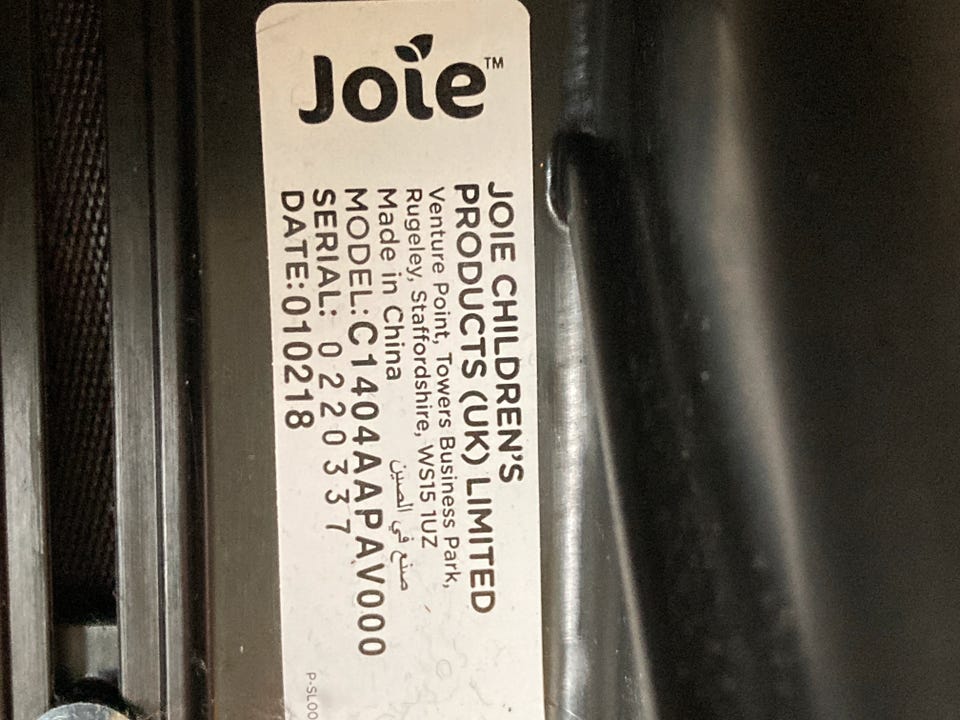 Joie™
JOIE CHILDREN'S
PRODUCTS (UK) LIMITED
Venture Point, Towers Business Park,
Rugeley, Staffordshire, WS15 1UZ
Made in China صنع في الصين
MODEL:C1404AAPAV000
SERIAL: 0220337
DATE:010218
P-SL00